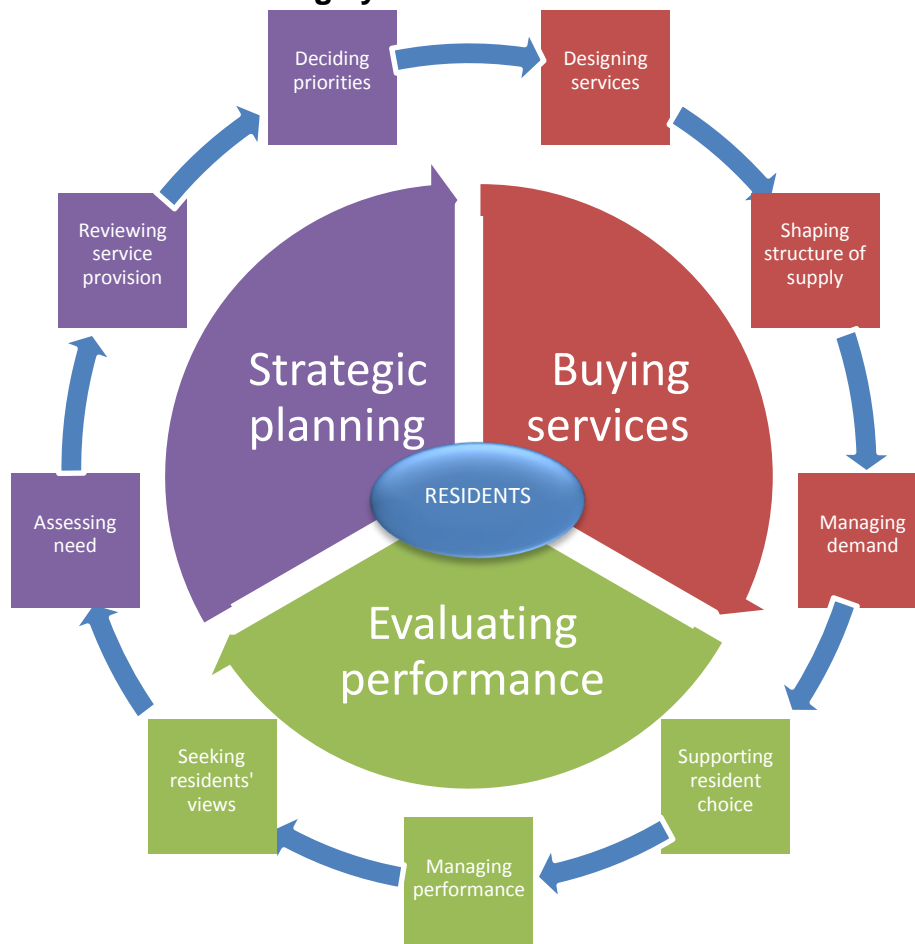 Deciding
priorities
Designing
services
Reviewing
service
provision
Shaping
structure of
supply
Strategic
planning
Buying
services
RESIDENTS
Assessing
need
Managing
demand
Evaluating
performance
Seeking
residents'
views
Supporting
resident
choice
Managing
performance